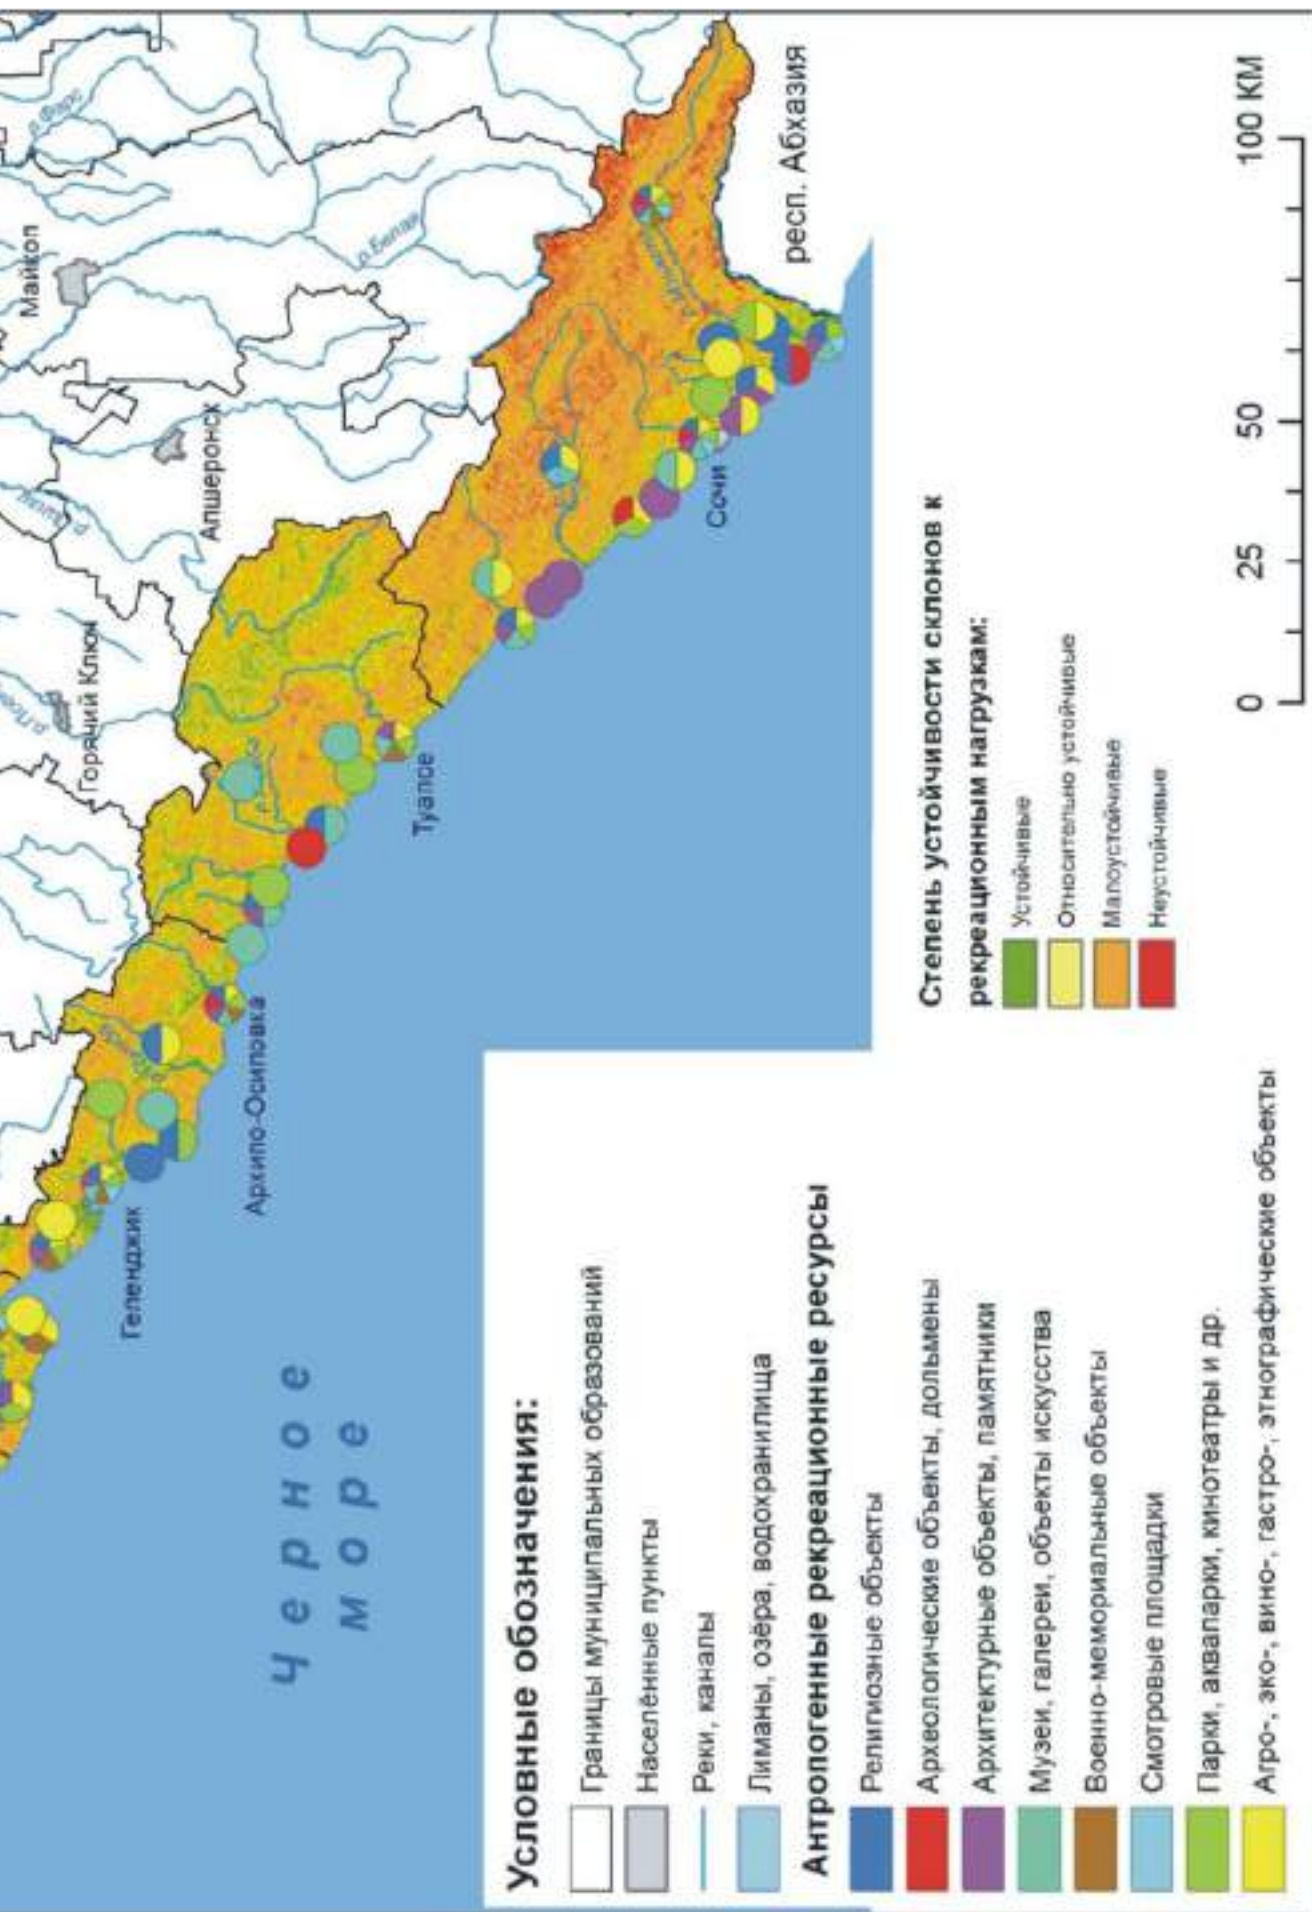 р.Фарс
Майкоп
р.Белая
Апшеронск
Горячий Ключ
респ. Абхазия
Сочи
Туапсе
Архипо-Осиповка
Геленджик
Черное
море
Условные обозначения:
Границы муниципальных образований
Населённые пункты
Реки, каналы
Лиманы, озёра, водохранилища
Антропогенные рекреационные ресурсы
Религиозные объекты
Археологические объекты, дольмены
Архитектурные объекты, памятники
Музеи, галереи, объекты искусства
Военно-мемориальные объекты
Смотровые площадки
Парки, аквапарки, кинотеатры и др.
Агро-, эко-, вино-, гастро-, этнографические объекты
Степень устойчивости склонов к
рекреационным нагрузкам:
Устойчивые
Относительно устойчивые
Малоустойчивые
Неустойчивые
0 25 50 100 КМ